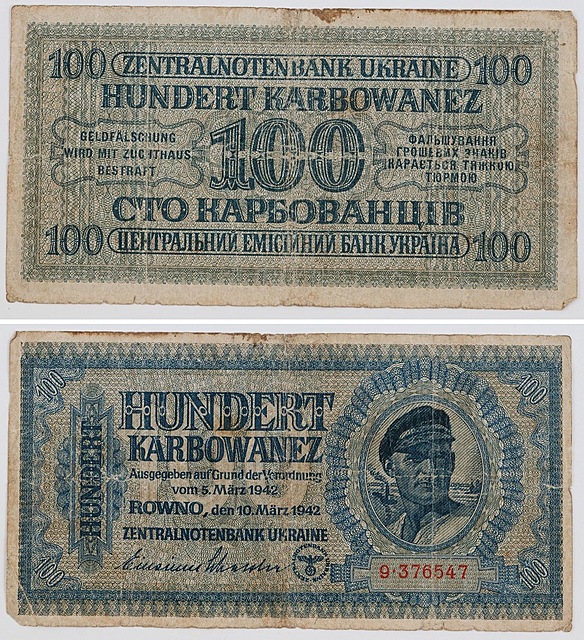 100 ZENTRALNOTENBANK UKRAINE 100
HUNDERT KARBOWANEZ
GELDFÄLSCHUNG
WIRD MIT ZUCHTHAUS
BESTRAFT
100
ФАЛЬШУВАННЯ
ГРОШЕВИХ ЗНАКІВ
КАРАЄТЬСЯ ТЯЖКОЮ
ТЮРМОЮ
СТО КАРБОВАНЦІВ
100 ЦЕНТРАЛЬНИЙ ЕМІСІЙНИЙ БАНК УКРАЇНА 100
100
100
HUNDERT
HUNDERT
KARBOWANEZ
Ausgegeben auf Grund der Verordnung
vom 5. März 1942
ROWNO, den 10. März 1942
ZENTRALNOTENBANK UKRAINE
9·376547
100
100